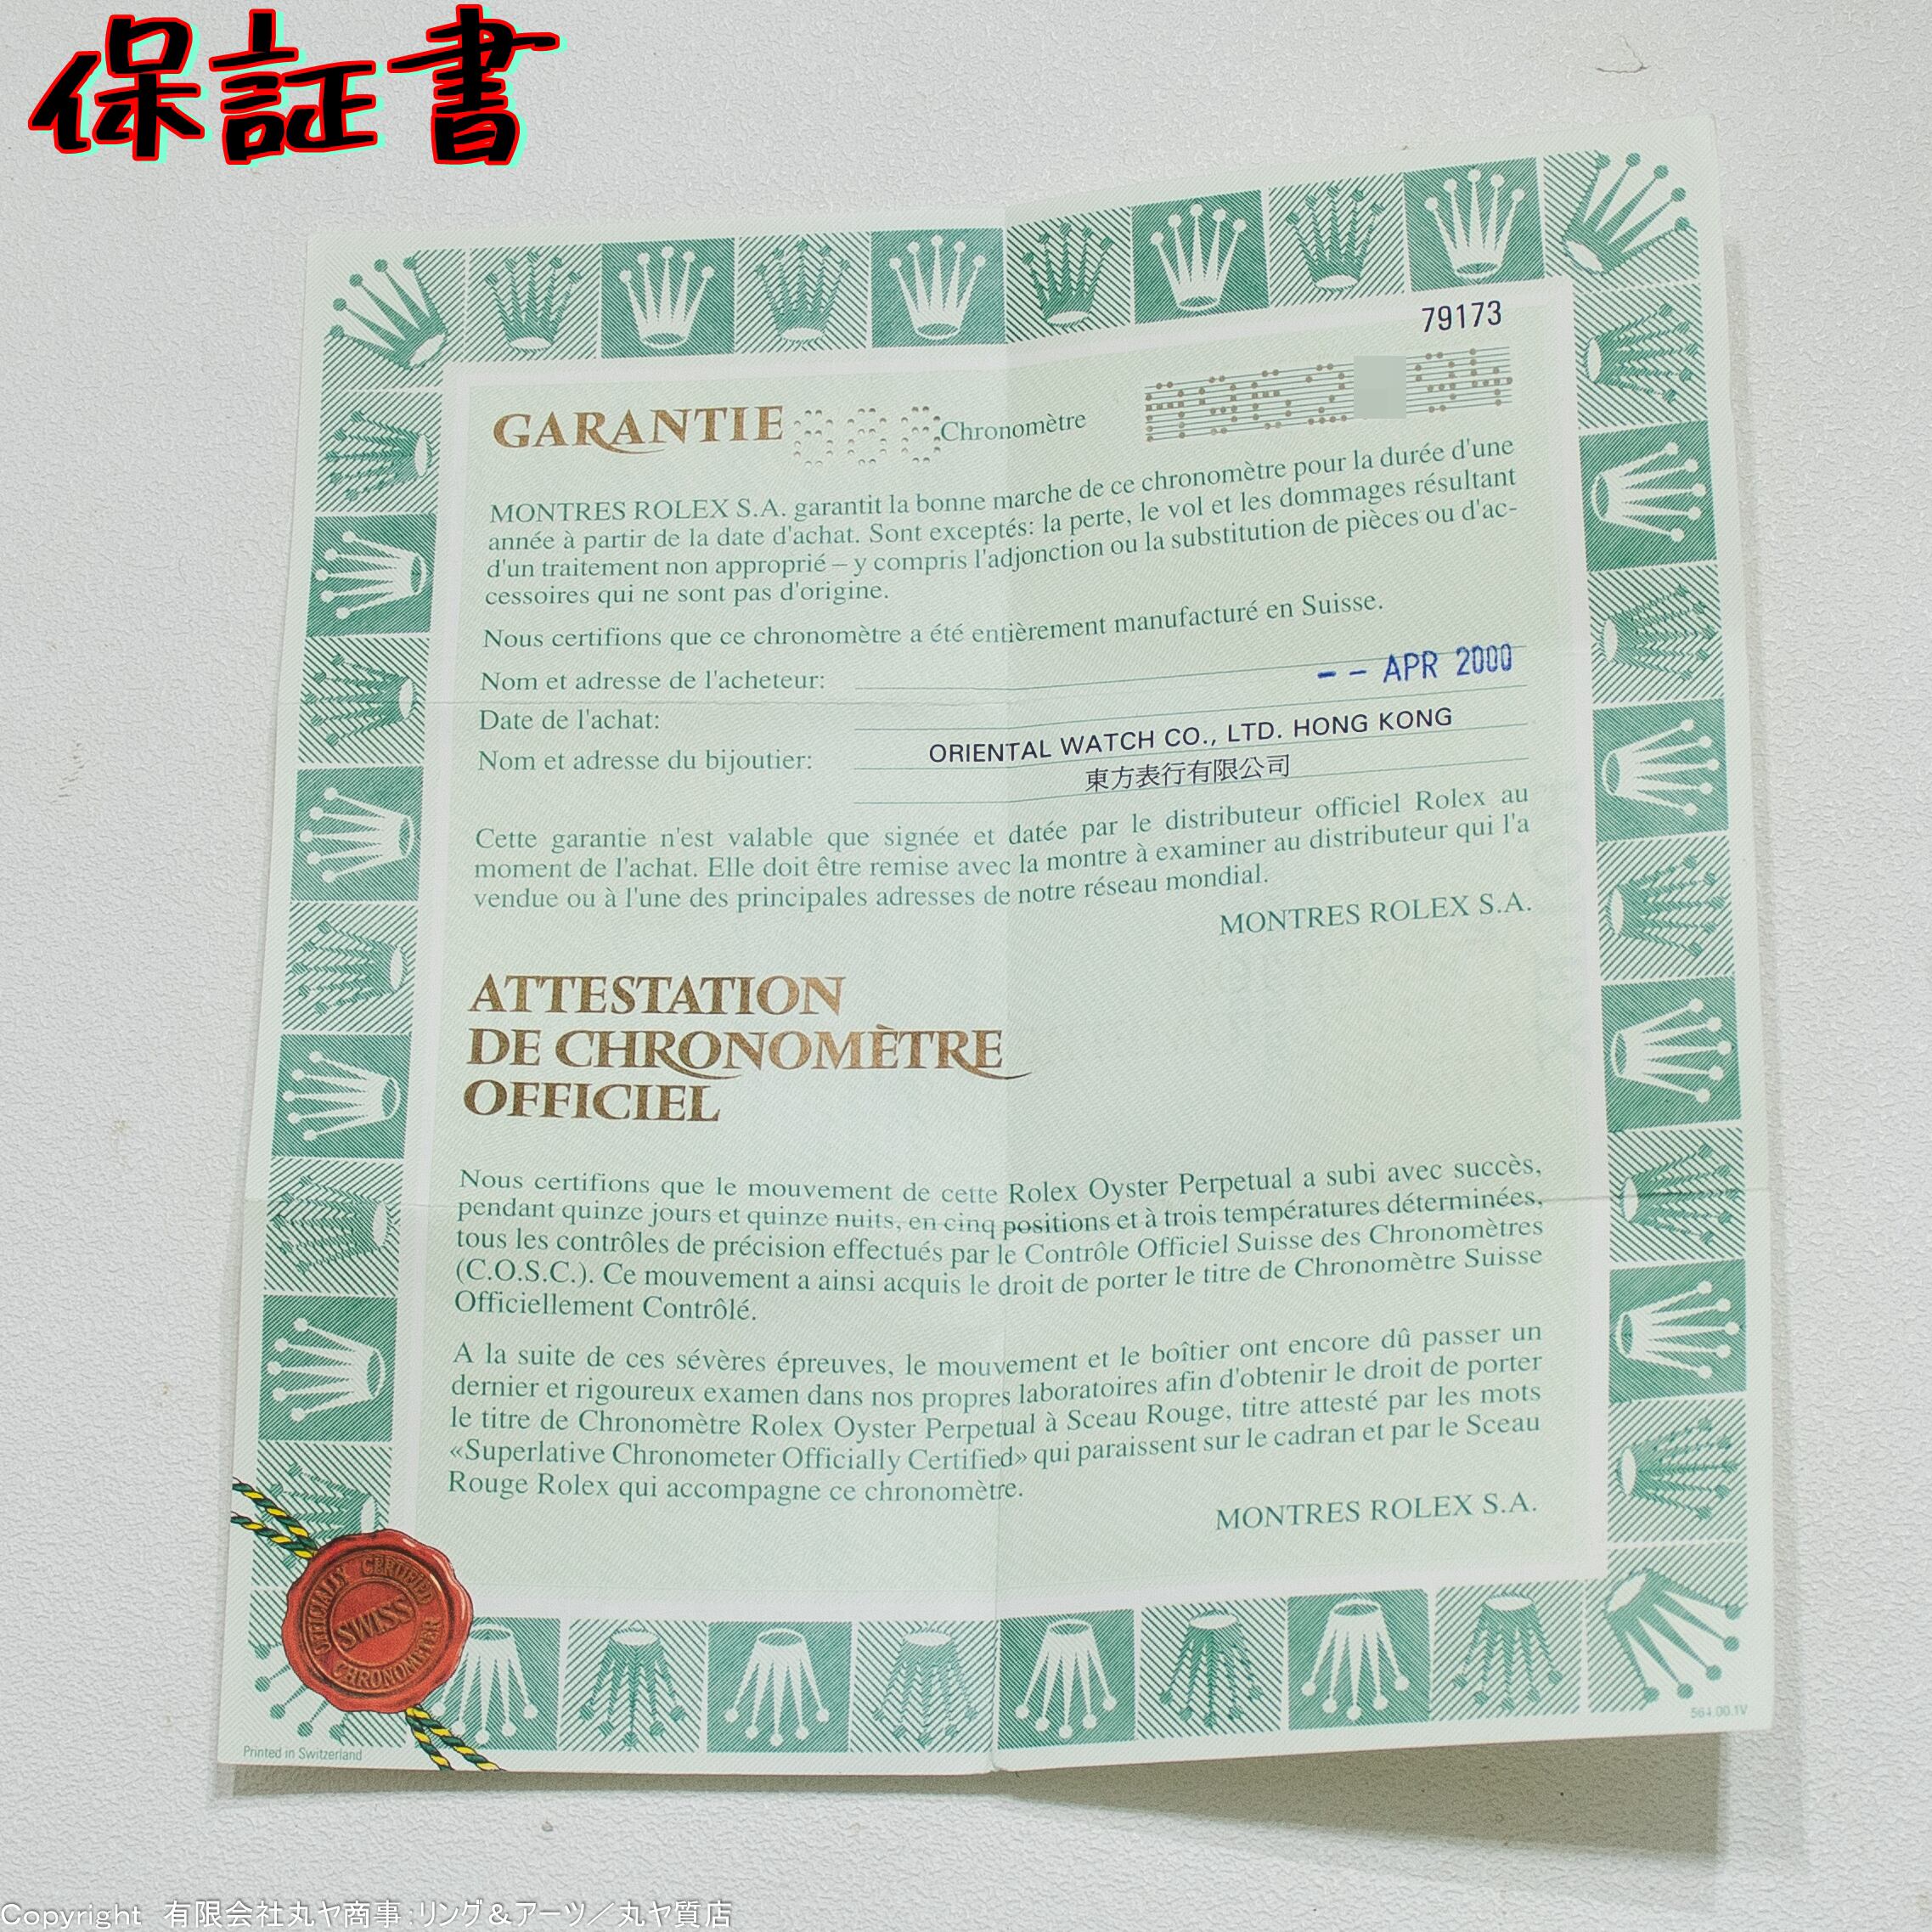 保証書
79173
GARANTIE Chronomètre
MONTRES ROLEX S.A. garantit la bonne marche de ce chronomètre pour la durée d'une
année à partir de la date d'achat. Sont exceptés: la perte, le vol et les dommages résultant
d'un traitement non approprié – y compris l'adjonction ou la substitution de pièces ou d'ac-
cessoires qui ne sont pas d'origine.
Nous certifions que ce chronomètre a été entièrement manufacturé en Suisse.
Nom et adresse de l'acheteur:
-- APR 2000
Date de l'achat:
Nom et adresse du bijoutier:
ORIENTAL WATCH CO., LTD. HONG KONG
東方表行有限公司
Cette garantie n'est valable que signée et datée par le distributeur officiel Rolex au
moment de l'achat. Elle doit être remise avec la montre à examiner au distributeur qui l'a
vendue ou à l'une des principales adresses de notre réseau mondial.
MONTRES ROLEX S.A.
ATTESTATION
DE CHRONOMÈTRE
OFFICIEL
Nous certifions que le mouvement de cette Rolex Oyster Perpetual a subi avec succès,
pendant quinze jours et quinze nuits, en cinq positions et à trois températures déterminées,
tous les contrôles de précision effectués par le Contrôle Officiel Suisse des Chronomètres
(C.O.S.C.). Ce mouvement a ainsi acquis le droit de porter le titre de Chronomètre Suisse
Officiellement Contrôlé.
A la suite de ces sévères épreuves, le mouvement et le boîtier ont encore dû passer un
dernier et rigoureux examen dans nos propres laboratoires afin d'obtenir le droit de porter
le titre de Chronomètre Rolex Oyster Perpetual à Sceau Rouge, titre attesté par les mots
«Superlative Chronometer Officially Certified» qui paraissent sur le cadran et par le Sceau
Rouge Rolex qui accompagne ce chronomètre.
MONTRES ROLEX S.A.
OFFICIALLY CERTIFIED
SWISS
CHRONOMETER
564.00.1V
Printed in Switzerland
Copyright 有限会社丸ヤ商事:リング&アーツ/丸ヤ質店